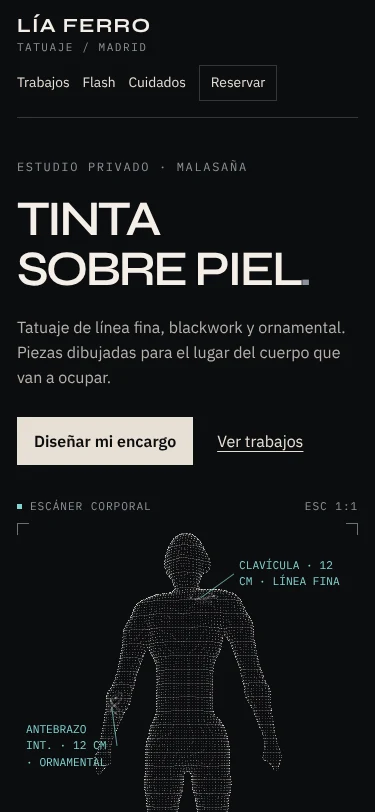 LÍA FERRO
TATUAJE / MADRID
Trabajos Flash Cuidados Reservar
ESTUDIO PRIVADO · MALASAÑA
TINTA
SOBRE PIEL.
Tatuaje de línea fina, blackwork y ornamental.
Piezas dibujadas para el lugar del cuerpo que
van a ocupar.
Diseñar mi encargo Ver trabajos
ESCÁNER CORPORAL ESC 1:1
CLAVÍCULA · 12
CM · LÍNEA FINA
ANTEBRAZO
INT. · 12 CM
· ORNAMENTAL